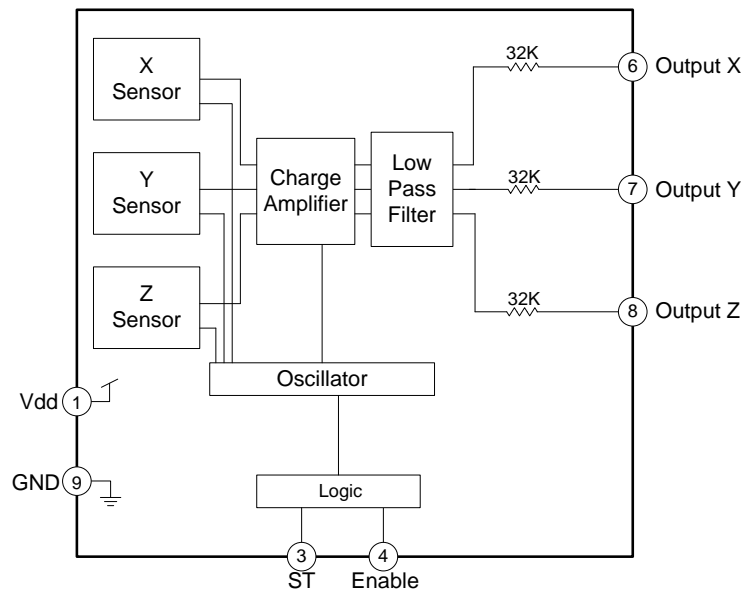 X
Sensor
32K
6
Output X
Y
Sensor
Charge
Amplifier
Low
Pass
Filter
32K
7
Output Y
Z
Sensor
32K
8
Output Z
Oscillator
Vdd
1
GND
9
Logic
3
4
ST
Enable